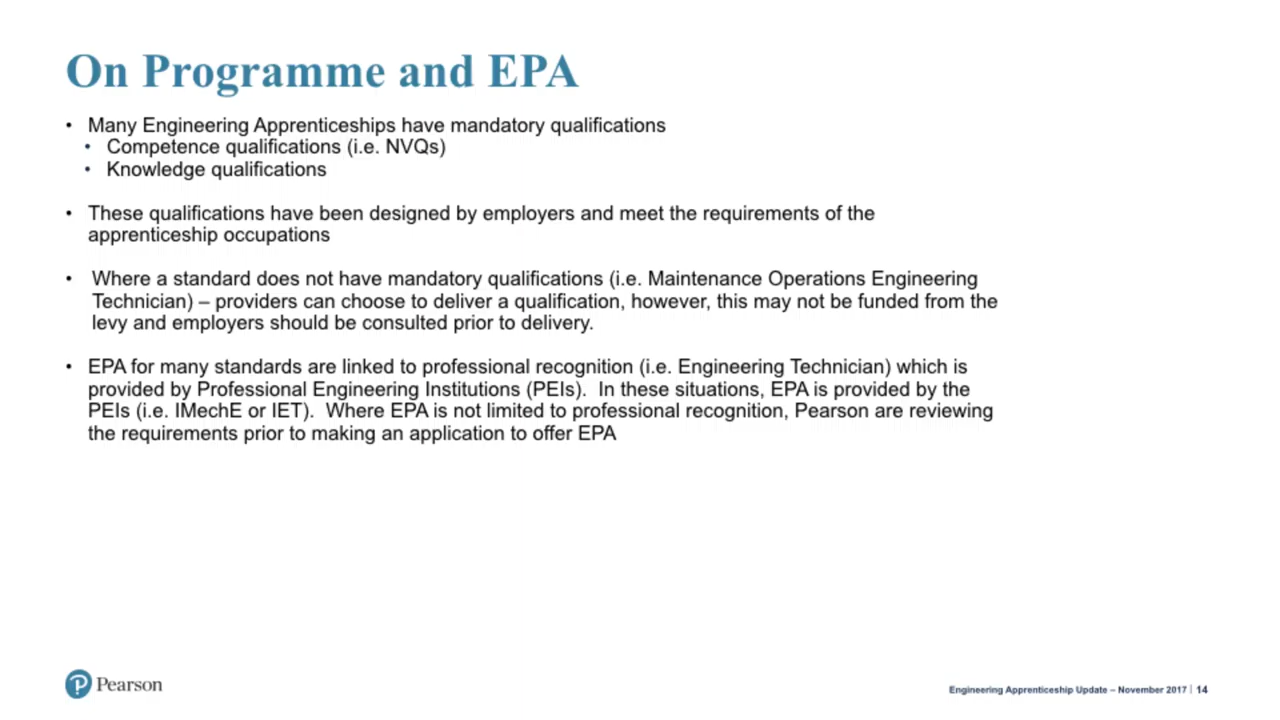 On Programme and EPA
• Many Engineering Apprenticeships have mandatory qualifications
• Competence qualifications (i.e. NVQs)
• Knowledge qualifications
• These qualifications have been designed by employers and meet the requirements of the
apprenticeship occupations
• Where a standard does not have mandatory qualifications (i.e. Maintenance Operations Engineering
Technician) – providers can choose to deliver a qualification, however, this may not be funded from the
levy and employers should be consulted prior to delivery.
• EPA for many standards are linked to professional recognition (i.e. Engineering Technician) which is
provided by Professional Engineering Institutions (PEIs).  In these situations, EPA is provided by the
PEIs (i.e. IMechE or IET).  Where EPA is not limited to professional recognition, Pearson are reviewing
the requirements prior to making an application to offer EPA
Pearson
Engineering Apprenticeship Update – November 2017 | 14